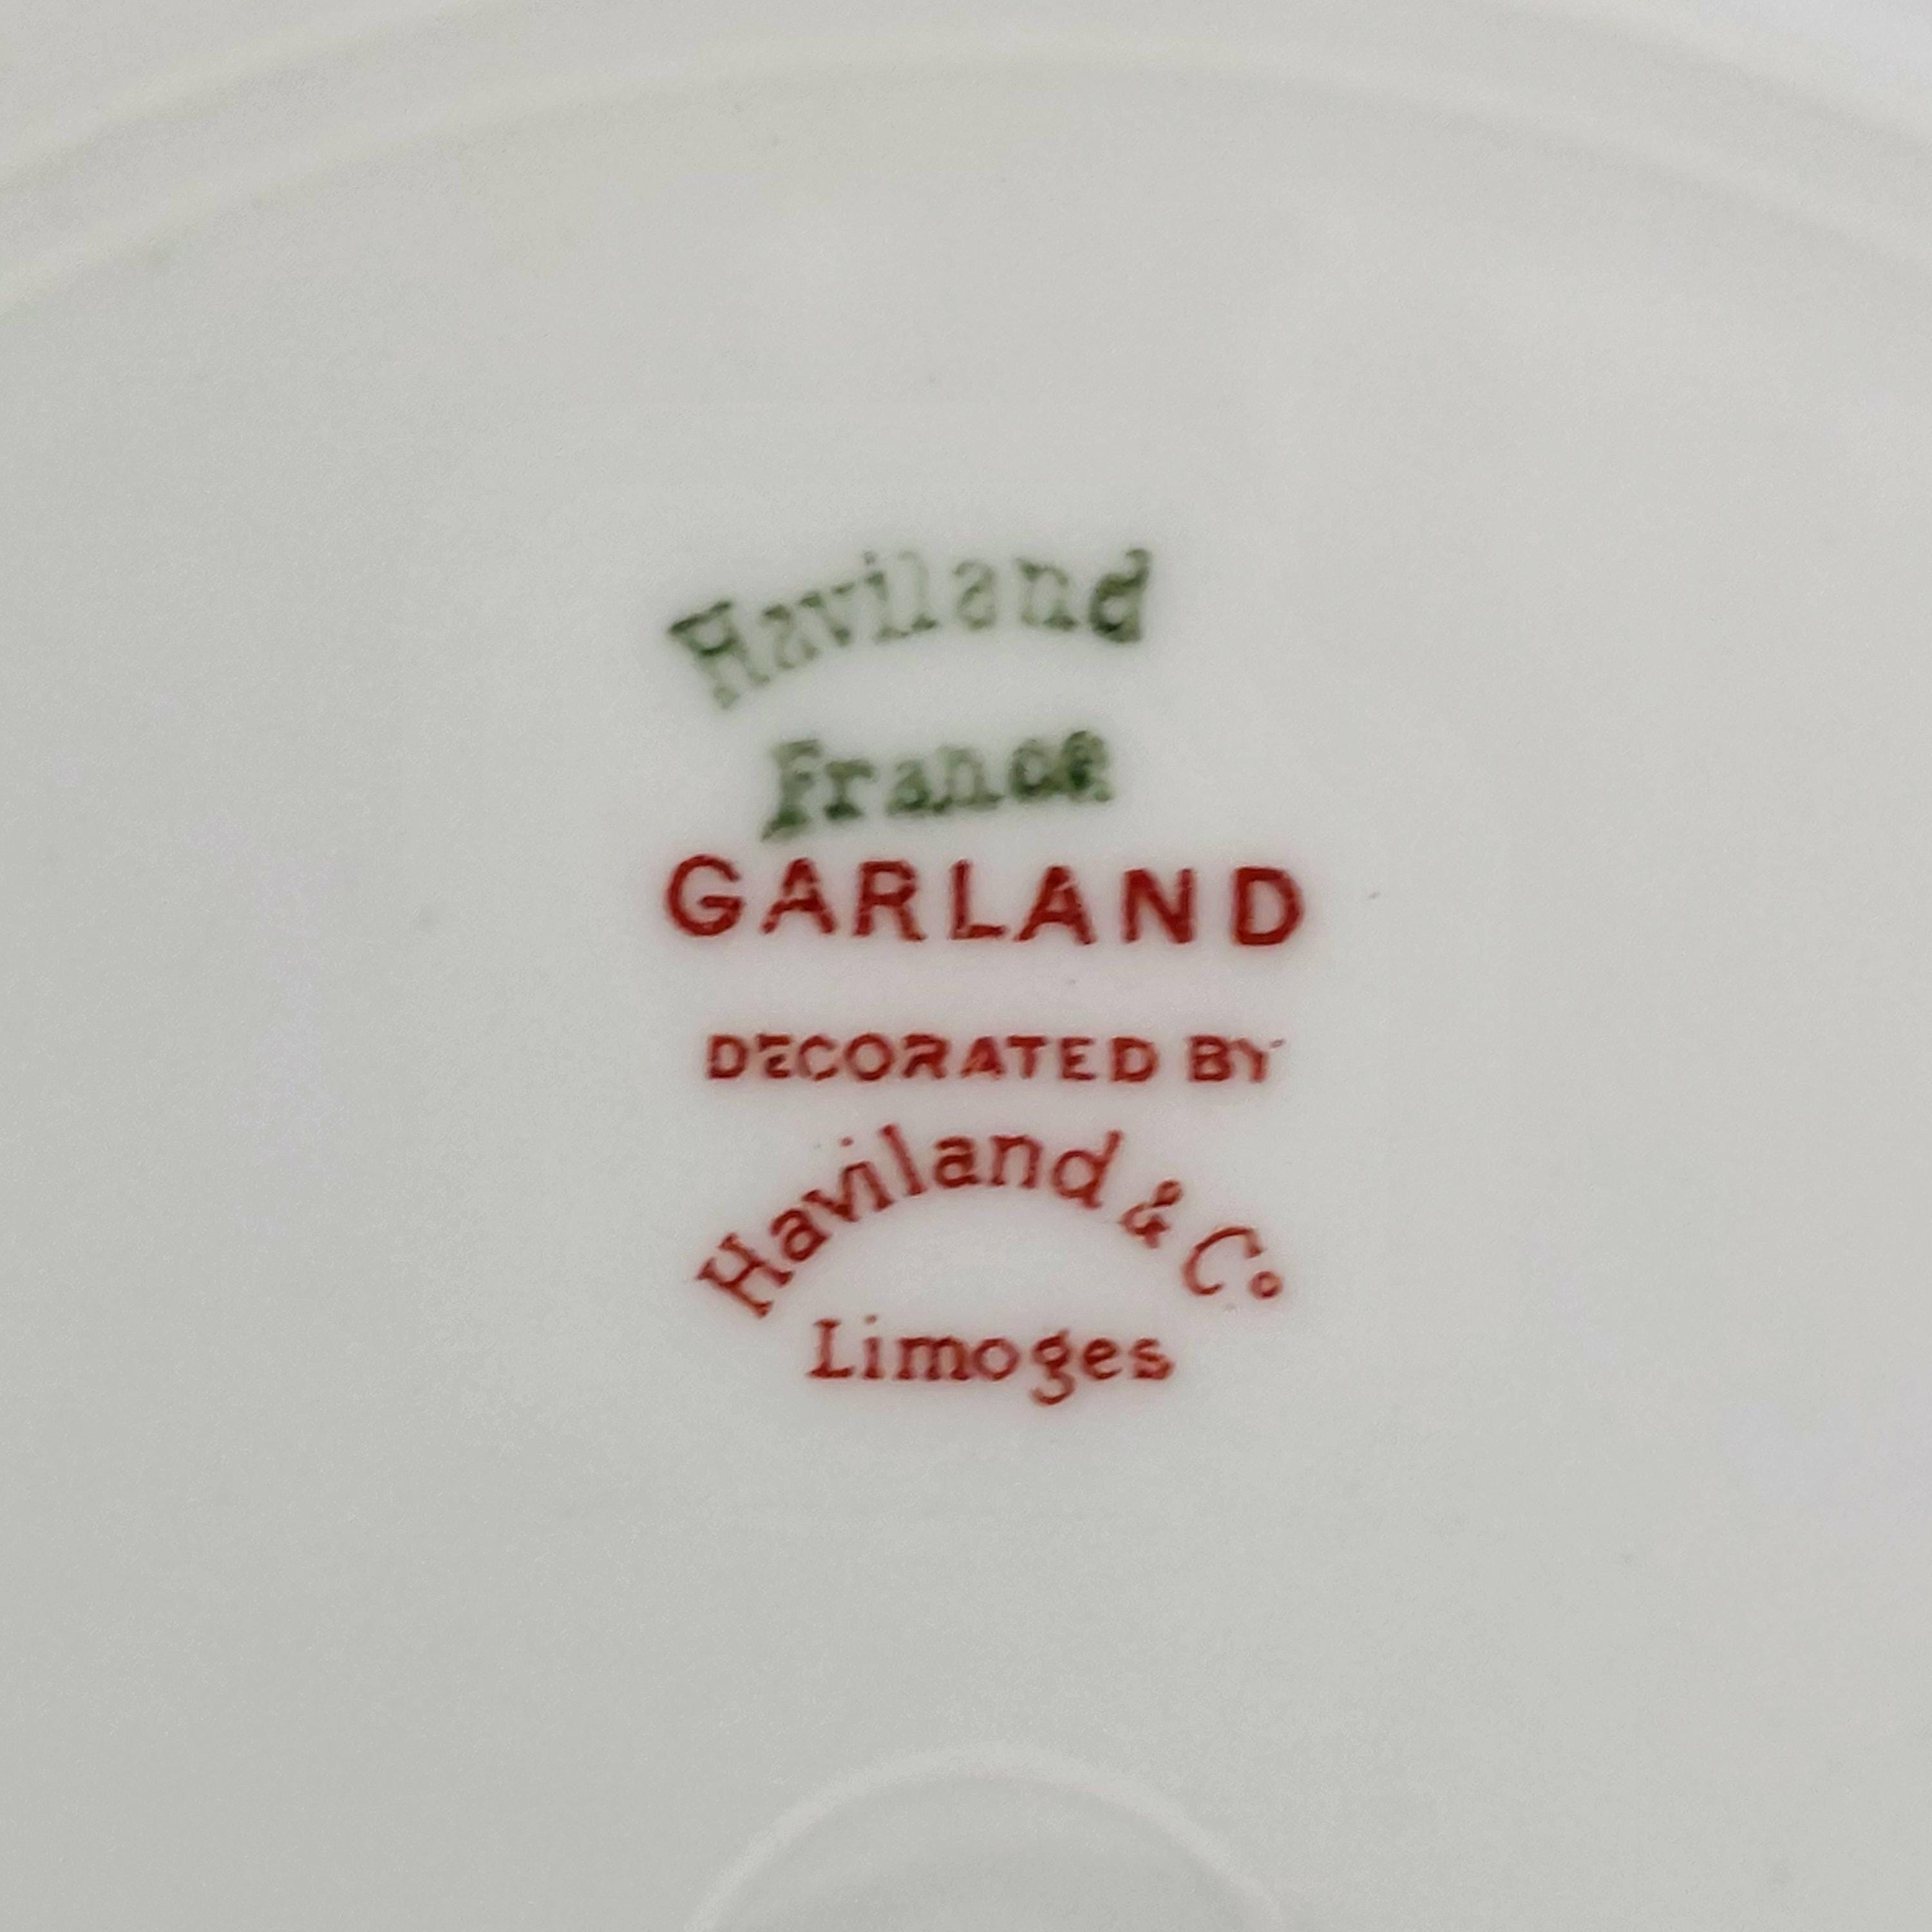 Haviland
France
GARLAND
DECORATED BY
Haviland & Co
Limoges